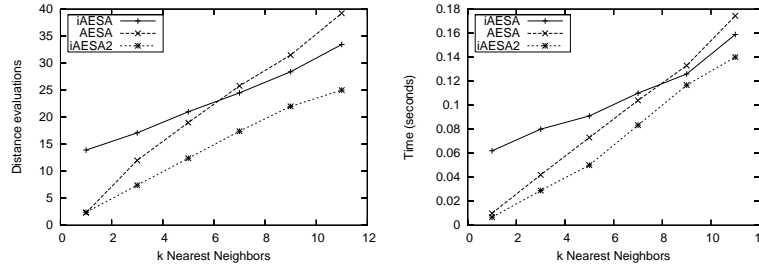 iAESA
AESA
iAESA2
Distance evaluations
40
35
30
25
20
15
10
5
0
0 2 4 6 8 10 12
k Nearest Neighbors
iAESA
AESA
iAESA2
Time (seconds)
0.18
0.16
0.14
0.12
0.1
0.08
0.06
0.04
0.02
0
0 2 4 6 8 10 12
k Nearest Neighbors